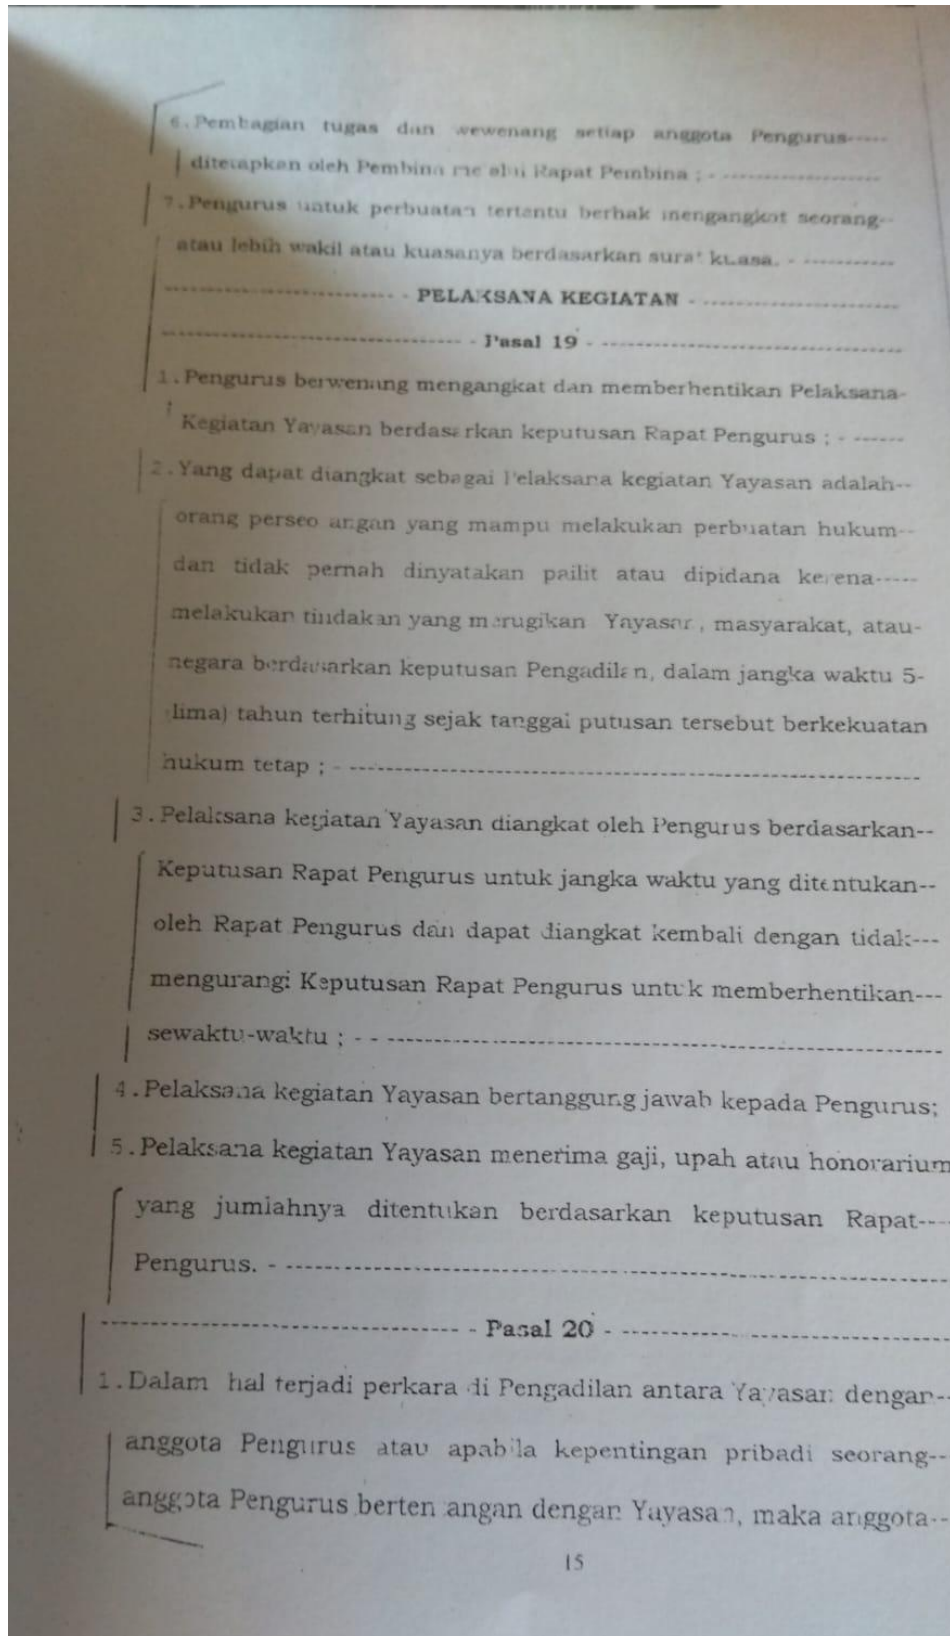 6.Pembagian tugas dan wewenang setiap anggota Pengurus-----
ditetapkan oleh Pembina melalui Rapat Pembina ; - --------------------
7.Pengurus untuk perbuatan tertentu berhak mengangkat seorang--
atau lebih wakil atau kuasanya berdasarkan surat kuasa. - -----------
----------------------------- - PELAKSANA KEGIATAN - -------------------------
-------------------------------------- - Pasal 19 - --------------------------------------
1.Pengurus berwenang mengangkat dan memberhentikan Pelaksana-
Kegiatan Yayasan berdasarkan keputusan Rapat Pengurus ; - ------
2.Yang dapat diangkat sebagai Pelaksana kegiatan Yayasan adalah--
orang perseorangan yang mampu melakukan perbuatan hukum--
dan tidak pernah dinyatakan pailit atau dipidana kerena-----
melakukan tindakan yang merugikan Yayasan, masyarakat, atau-
negara berdasarkan keputusan Pengadilan, dalam jangka waktu 5-
(lima) tahun terhitung sejak tanggal putusan tersebut berkekuatan
hukum tetap ; - ----------------------------------------------------------------------
3.Pelaksana kegiatan Yayasan diangkat oleh Pengurus berdasarkan--
Keputusan Rapat Pengurus untuk jangka waktu yang ditentukan--
oleh Rapat Pengurus dan dapat diangkat kembali dengan tidak---
mengurangi Keputusan Rapat Pengurus untuk memberhentikan---
sewaktu-waktu ; - - ------------------------------------------------------------------
4.Pelaksana kegiatan Yayasan bertanggung jawab kepada Pengurus;
5.Pelaksana kegiatan Yayasan menerima gaji, upah atau honorarium
yang jumlahnya ditentukan berdasarkan keputusan Rapat----
Pengurus. - ---------------------------------------------------------------------------
----------------------------------- - Pasal 20 - ------------------------------------
1.Dalam hal terjadi perkara di Pengadilan antara Yayasan dengan--
anggota Pengurus atau apabila kepentingan pribadi seorang--
anggota Pengurus bertentangan dengan Yayasan, maka anggota--
15